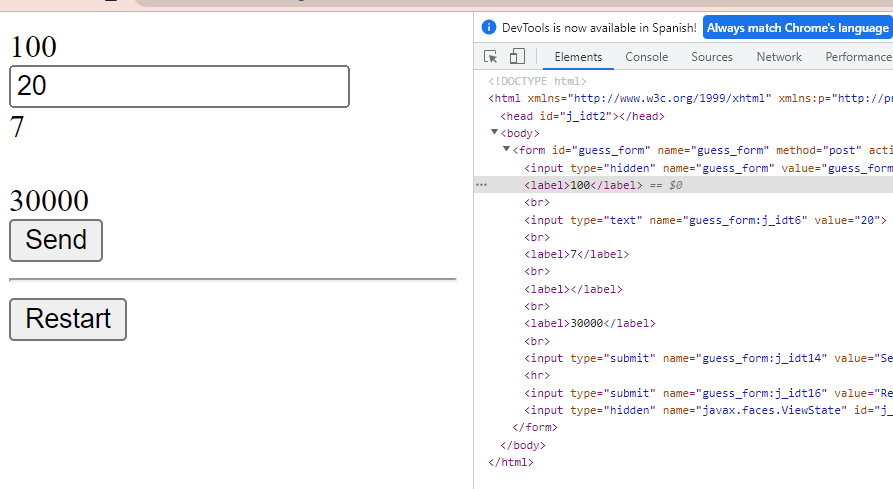 100
20
7
30000
Send
Restart
DevTools is now available in Spanish! Always match Chrome's language
Elements Console Sources Network Performance
<!DOCTYPE html>
<html xmlns="http://www.w3c.org/1999/xhtml" xmlns:p="http://pr
<head id="j_idt2"></head>
<body>
<form id="guess_form" name="guess_form" method="post" acti
<input type="hidden" name="guess_form" value="guess_form
<label>100</label> == $0
<br>
<input type="text" name="guess_form:j_idt6" value="20">
<br>
<label>7</label>
<br>
<label></label>
<br>
<label>30000</label>
<br>
<input type="submit" name="guess_form:j_idt14" value="Se
<hr>
<input type="submit" name="guess_form:j_idt16" value="Re
<input type="hidden" name="javax.faces.ViewState" id="j_
</form>
</body>
</html>